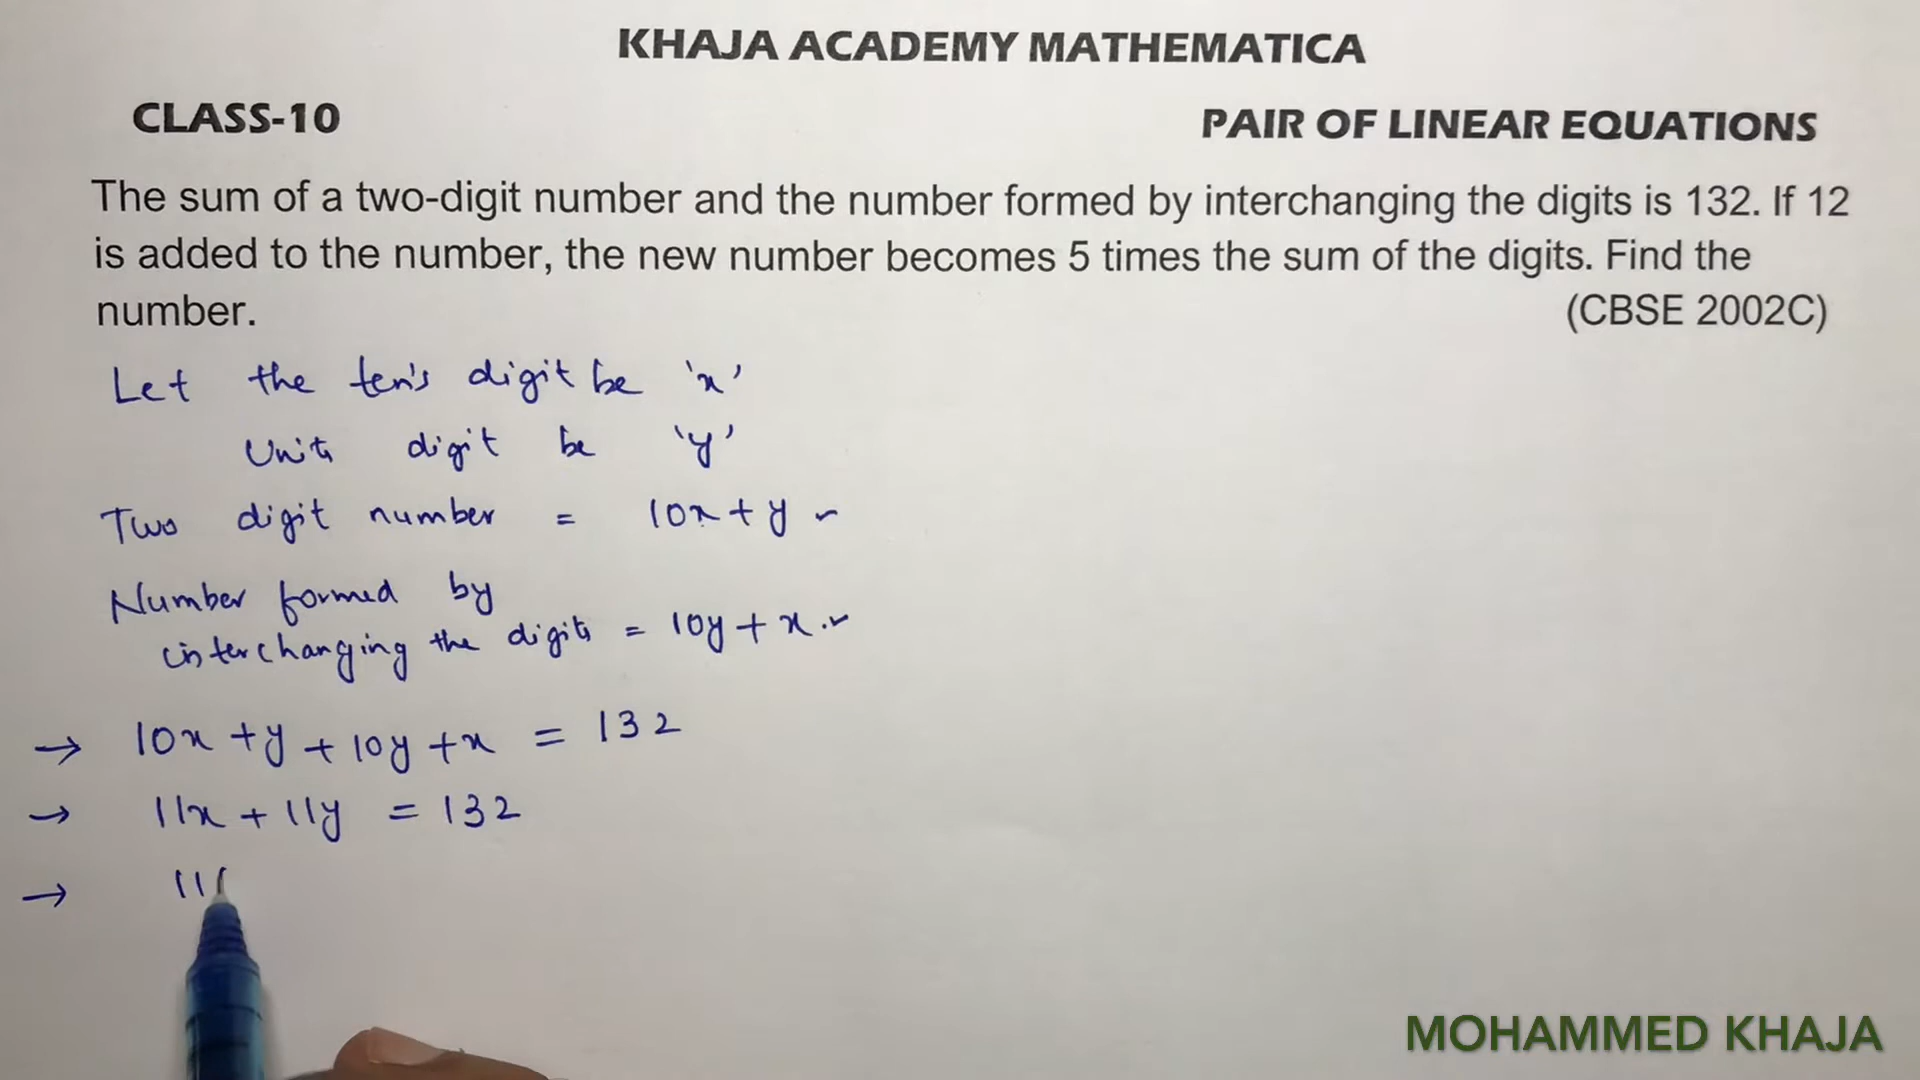 KHAJA ACADEMY MATHEMATICA
CLASS-10
PAIR OF LINEAR EQUATIONS
The sum of a two-digit number and the number formed by interchanging the digits is 132. If 12
is added to the number, the new number becomes 5 times the sum of the digits. Find the
number.
(CBSE 2002C)
Let the ten's digit be 'x'
Units digit be 'y'
Two digit number = 10x + y ✓
Number formed by
interchanging the digits = 10y + x . ✓
→ 10x + y + 10y + x = 132
→ 11x + 11y = 132
→ 11(
MOHAMMED KHAJA